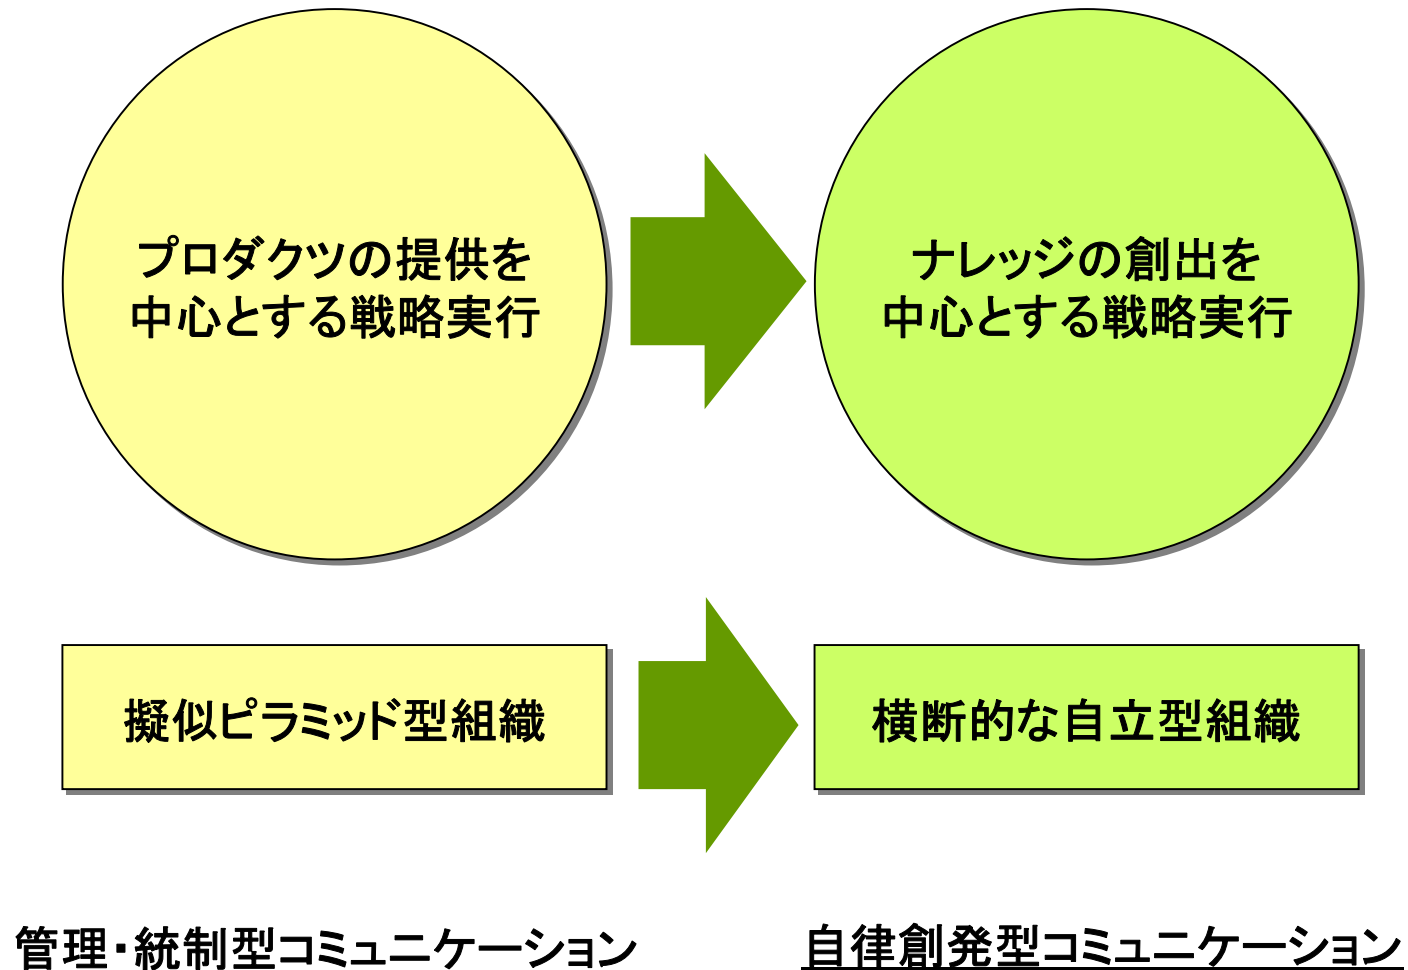 プロダクツの提供を
中心とする戦略実行
ナレッジの創出を
中心とする戦略実行
擬似ピラミッド型組織
横断的な自立型組織
管理・統制型コミュニケーション
自律創発型コミュニケーション